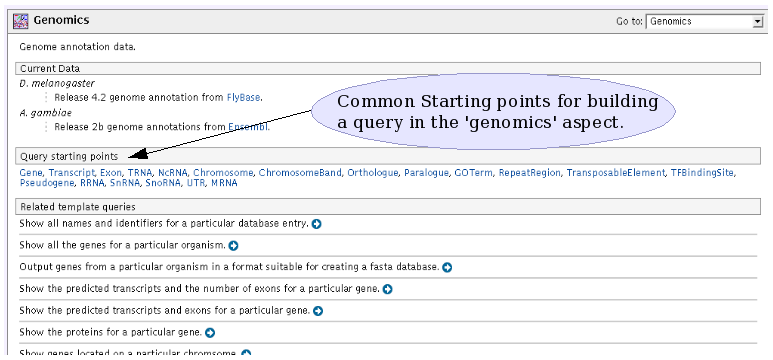 Genomics
Go to: Genomics
Genome annotation data.
Current Data
D. melanogaster
Release 4.2 genome annotation from FlyBase.
A. gambiae
Release 2b genome annotations from Ensembl.
Common Starting points for building
a query in the 'genomics' aspect.
Query starting points
Gene, Transcript, Exon, TRNA, NcRNA, Chromosome, ChromosomeBand, Orthologue, Paralogue, GOTerm, RepeatRegion, TransposableElement, TFBindingSite,
Pseudogene, RRNA, SnRNA, SnoRNA, UTR, MRNA
Related template queries
Show all names and identifiers for a particular database entry.
Show all the genes for a particular organism.
Output genes from a particular organism in a format suitable for creating a fasta database.
Show the predicted transcripts and the number of exons for a particular gene.
Show the predicted transcripts and exons for a particular gene.
Show the proteins for a particular gene.
Show genes located on a particular chromsome.